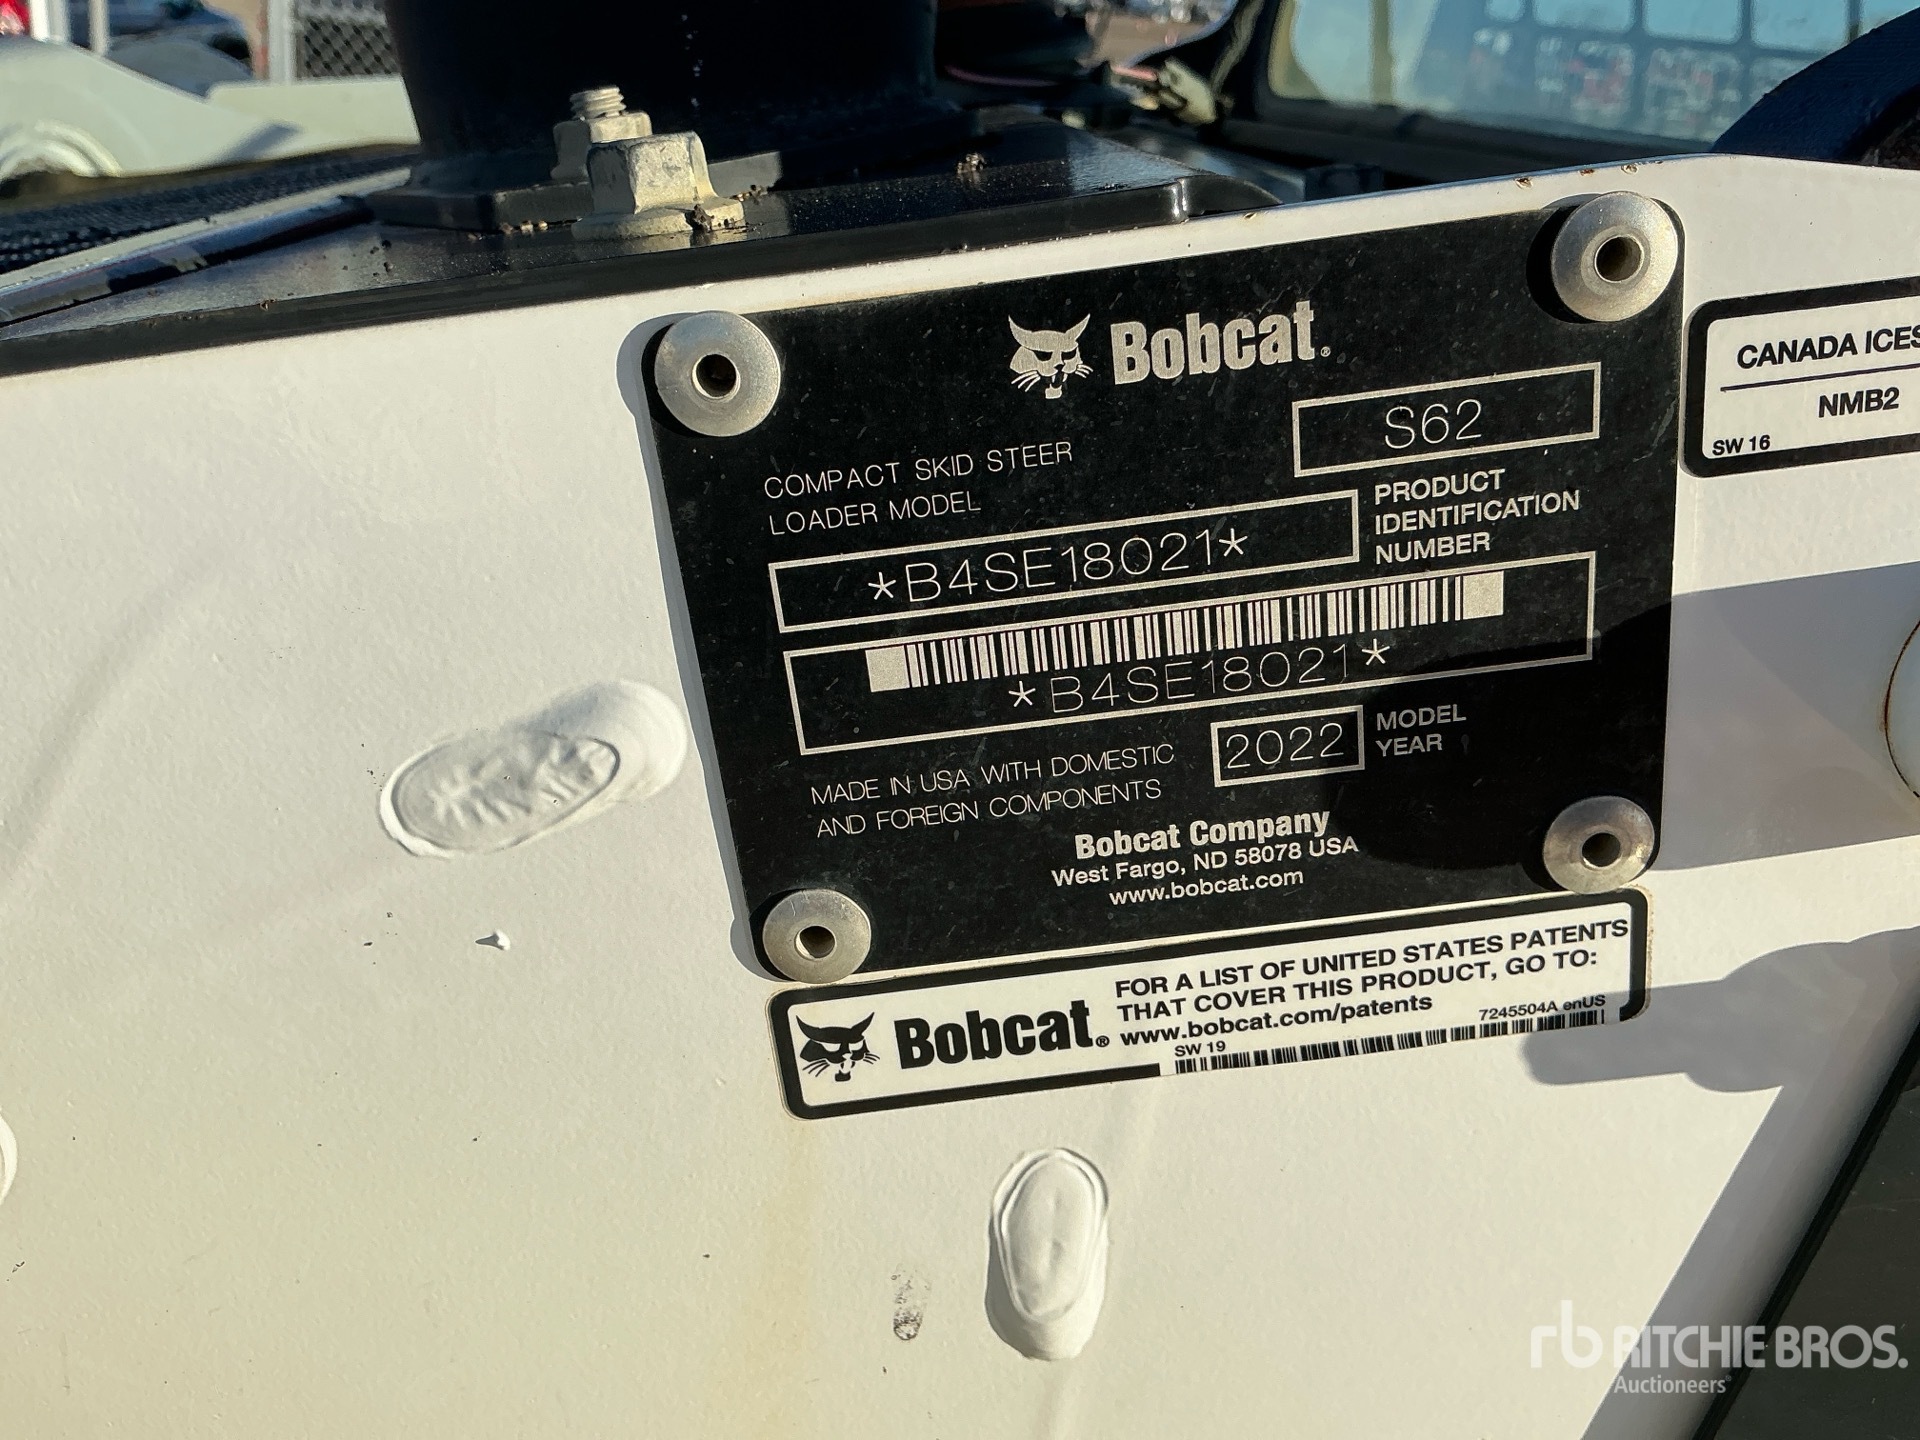 Bobcat®
COMPACT SKID STEER
LOADER MODEL
S62
*B4SE18021*
PRODUCT
IDENTIFICATION
NUMBER
*B4SE18021*
MADE IN USA WITH DOMESTIC
AND FOREIGN COMPONENTS
2022
MODEL
YEAR
Bobcat Company
West Fargo, ND 58078 USA
www.bobcat.com
CANADA ICES
NMB2
SW 16
Bobcat®
FOR A LIST OF UNITED STATES PATENTS
THAT COVER THIS PRODUCT, GO TO:
www.bobcat.com/patents
7245504A enUS
SW 19
rb RITCHIE BROS.
Auctioneers